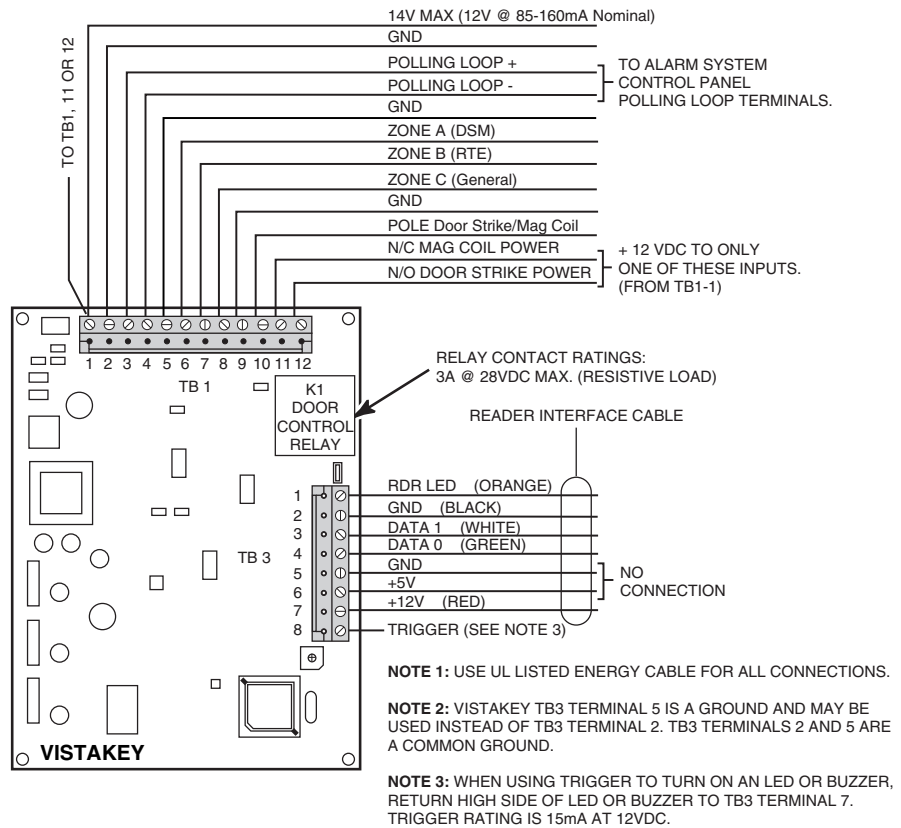 14V MAX (12V @ 85-160mA Nominal)
GND
POLLING LOOP +
POLLING LOOP -
TO ALARM SYSTEM
CONTROL PANEL
POLLING LOOP TERMINALS.
GND
ZONE A (DSM)
ZONE B (RTE)
ZONE C (General)
GND
POLE Door Strike/Mag Coil
N/C MAG COIL POWER
N/O DOOR STRIKE POWER
+ 12 VDC TO ONLY
ONE OF THESE INPUTS.
(FROM TB1-1)
TO TB1, 11 OR 12
1 2 3 4 5 6 7 8 9 10 11 12
TB 1
K1
DOOR
CONTROL
RELAY
RELAY CONTACT RATINGS:
3A @ 28VDC MAX. (RESISTIVE LOAD)
READER INTERFACE CABLE
1 RDR LED (ORANGE)
2 GND (BLACK)
3 DATA 1 (WHITE)
4 DATA 0 (GREEN)
5 GND
6 +5V
7 +12V (RED)
8 TRIGGER (SEE NOTE 3)
TB 3
NO
CONNECTION
VISTAKEY
NOTE 1: USE UL LISTED ENERGY CABLE FOR ALL CONNECTIONS.
NOTE 2: VISTAKEY TB3 TERMINAL 5 IS A GROUND AND MAY BE
USED INSTEAD OF TB3 TERMINAL 2. TB3 TERMINALS 2 AND 5 ARE
A COMMON GROUND.
NOTE 3: WHEN USING TRIGGER TO TURN ON AN LED OR BUZZER,
RETURN HIGH SIDE OF LED OR BUZZER TO TB3 TERMINAL 7.
TRIGGER RATING IS 15mA AT 12VDC.